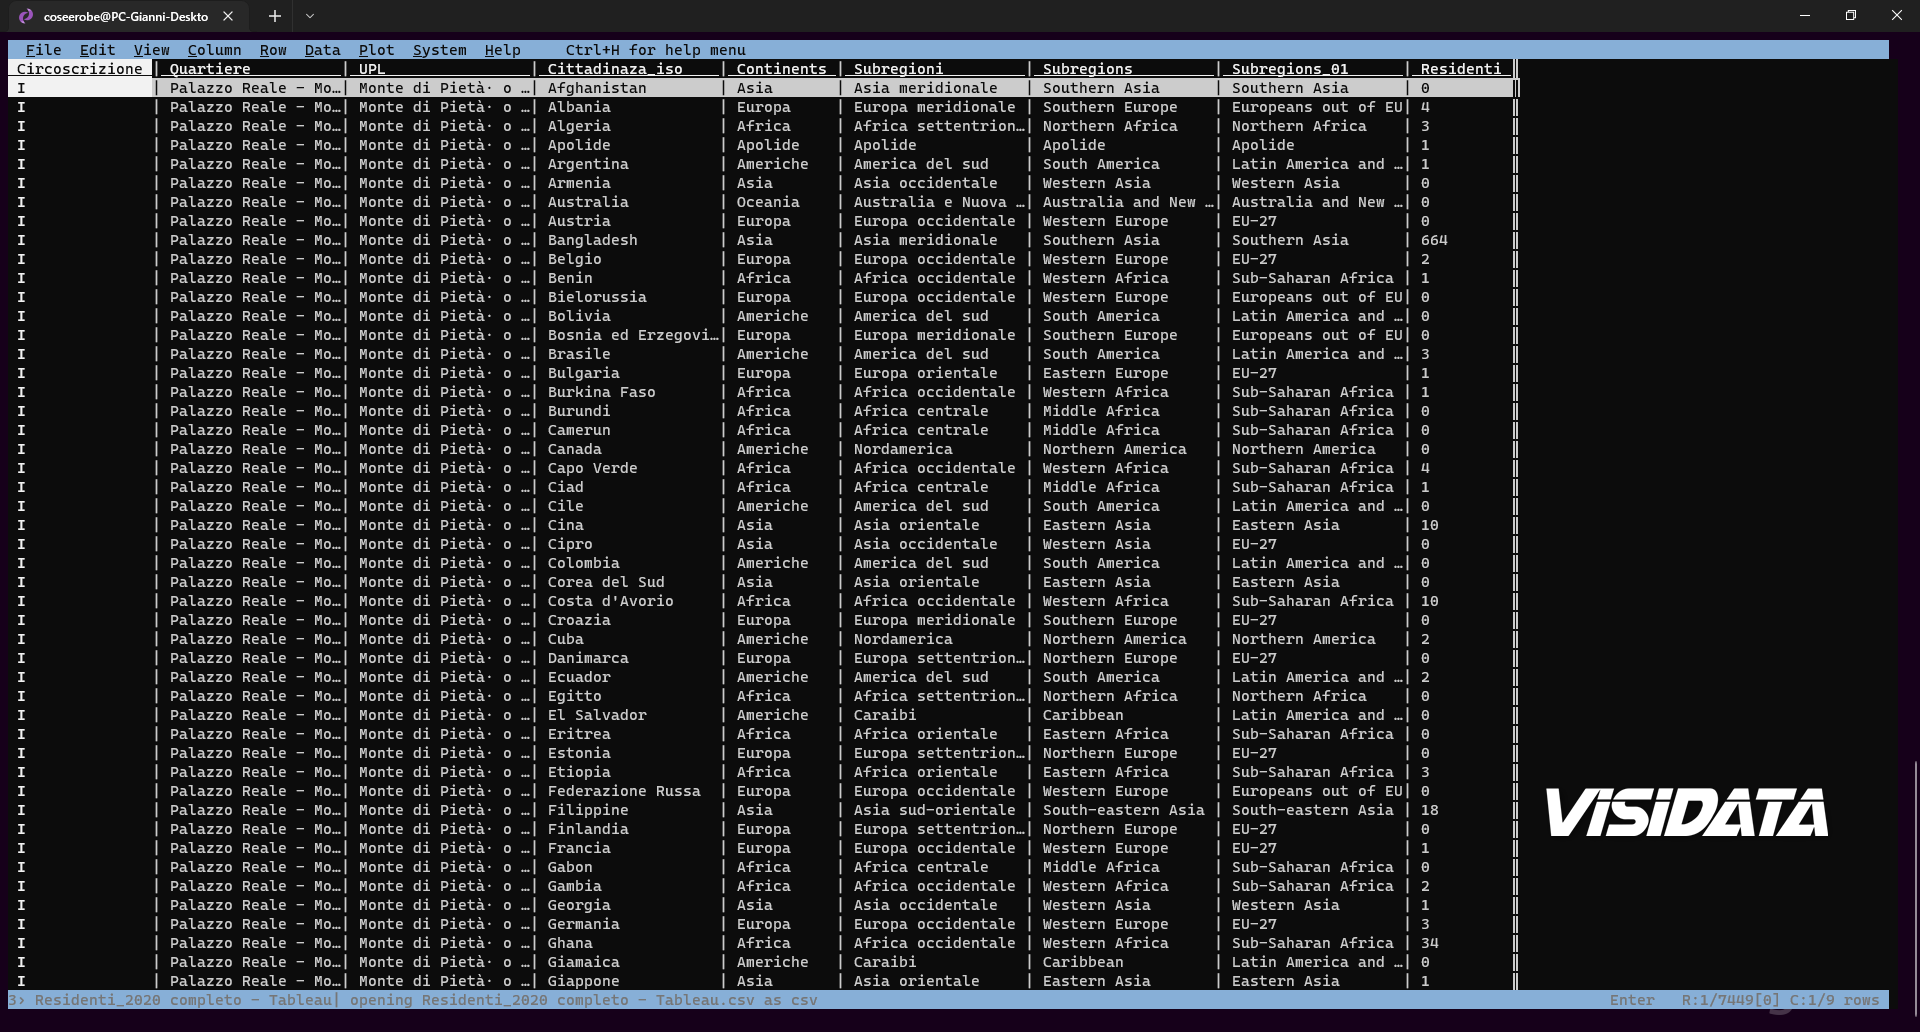 coseerobe@PC-Gianni-Deskto
File Edit View Column Row Data Plot System Help Ctrl+H for help menu
Circoscrizione | Quartiere | UPL | Cittadinaza_iso | Continents | Subregioni | Subregions | Subregions_01 | Residenti ‖
I | Palazzo Reale - Mo…| Monte di Pietà· o …| Afghanistan | Asia | Asia meridionale | Southern Asia | Southern Asia | 0 ‖
I | Palazzo Reale - Mo…| Monte di Pietà· o …| Albania | Europa | Europa meridionale | Southern Europe | Europeans out of EU| 4 ‖
I | Palazzo Reale - Mo…| Monte di Pietà· o …| Algeria | Africa | Africa settentrion…| Northern Africa | Northern Africa | 3 ‖
I | Palazzo Reale - Mo…| Monte di Pietà· o …| Apolide | Apolide | Apolide | Apolide | Apolide | 1 ‖
I | Palazzo Reale - Mo…| Monte di Pietà· o …| Argentina | Americhe | America del sud | South America | Latin America and …| 1 ‖
I | Palazzo Reale - Mo…| Monte di Pietà· o …| Armenia | Asia | Asia occidentale | Western Asia | Western Asia | 0 ‖
I | Palazzo Reale - Mo…| Monte di Pietà· o …| Australia | Oceania | Australia e Nuova …| Australia and New …| Australia and New …| 0 ‖
I | Palazzo Reale - Mo…| Monte di Pietà· o …| Austria | Europa | Europa occidentale | Western Europe | EU-27 | 0 ‖
I | Palazzo Reale - Mo…| Monte di Pietà· o …| Bangladesh | Asia | Asia meridionale | Southern Asia | Southern Asia | 664 ‖
I | Palazzo Reale - Mo…| Monte di Pietà· o …| Belgio | Europa | Europa occidentale | Western Europe | EU-27 | 2 ‖
I | Palazzo Reale - Mo…| Monte di Pietà· o …| Benin | Africa | Africa occidentale | Western Africa | Sub-Saharan Africa | 1 ‖
I | Palazzo Reale - Mo…| Monte di Pietà· o …| Bielorussia | Europa | Europa occidentale | Western Europe | Europeans out of EU| 0 ‖
I | Palazzo Reale - Mo…| Monte di Pietà· o …| Bolivia | Americhe | America del sud | South America | Latin America and …| 0 ‖
I | Palazzo Reale - Mo…| Monte di Pietà· o …| Bosnia ed Erzegovi…| Europa | Europa meridionale | Southern Europe | Europeans out of EU| 0 ‖
I | Palazzo Reale - Mo…| Monte di Pietà· o …| Brasile | Americhe | America del sud | South America | Latin America and …| 3 ‖
I | Palazzo Reale - Mo…| Monte di Pietà· o …| Bulgaria | Europa | Europa orientale | Eastern Europe | EU-27 | 1 ‖
I | Palazzo Reale - Mo…| Monte di Pietà· o …| Burkina Faso | Africa | Africa occidentale | Western Africa | Sub-Saharan Africa | 1 ‖
I | Palazzo Reale - Mo…| Monte di Pietà· o …| Burundi | Africa | Africa centrale | Middle Africa | Sub-Saharan Africa | 0 ‖
I | Palazzo Reale - Mo…| Monte di Pietà· o …| Camerun | Africa | Africa centrale | Middle Africa | Sub-Saharan Africa | 0 ‖
I | Palazzo Reale - Mo…| Monte di Pietà· o …| Canada | Americhe | Nordamerica | Northern America | Northern America | 0 ‖
I | Palazzo Reale - Mo…| Monte di Pietà· o …| Capo Verde | Africa | Africa occidentale | Western Africa | Sub-Saharan Africa | 4 ‖
I | Palazzo Reale - Mo…| Monte di Pietà· o …| Ciad | Africa | Africa centrale | Middle Africa | Sub-Saharan Africa | 1 ‖
I | Palazzo Reale - Mo…| Monte di Pietà· o …| Cile | Americhe | America del sud | South America | Latin America and …| 0 ‖
I | Palazzo Reale - Mo…| Monte di Pietà· o …| Cina | Asia | Asia orientale | Eastern Asia | Eastern Asia | 10 ‖
I | Palazzo Reale - Mo…| Monte di Pietà· o …| Cipro | Asia | Asia occidentale | Western Asia | EU-27 | 0 ‖
I | Palazzo Reale - Mo…| Monte di Pietà· o …| Colombia | Americhe | America del sud | South America | Latin America and …| 0 ‖
I | Palazzo Reale - Mo…| Monte di Pietà· o …| Corea del Sud | Asia | Asia orientale | Eastern Asia | Eastern Asia | 0 ‖
I | Palazzo Reale - Mo…| Monte di Pietà· o …| Costa d'Avorio | Africa | Africa occidentale | Western Africa | Sub-Saharan Africa | 10 ‖
I | Palazzo Reale - Mo…| Monte di Pietà· o …| Croazia | Europa | Europa meridionale | Southern Europe | EU-27 | 0 ‖
I | Palazzo Reale - Mo…| Monte di Pietà· o …| Cuba | Americhe | Nordamerica | Northern America | Northern America | 2 ‖
I | Palazzo Reale - Mo…| Monte di Pietà· o …| Danimarca | Europa | Europa settentrion…| Northern Europe | EU-27 | 0 ‖
I | Palazzo Reale - Mo…| Monte di Pietà· o …| Ecuador | Americhe | America del sud | South America | Latin America and …| 2 ‖
I | Palazzo Reale - Mo…| Monte di Pietà· o …| Egitto | Africa | Africa settentrion…| Northern Africa | Northern Africa | 0 ‖
I | Palazzo Reale - Mo…| Monte di Pietà· o …| El Salvador | Americhe | Caraibi | Caribbean | Latin America and …| 0 ‖
I | Palazzo Reale - Mo…| Monte di Pietà· o …| Eritrea | Africa | Africa orientale | Eastern Africa | Sub-Saharan Africa | 0 ‖
I | Palazzo Reale - Mo…| Monte di Pietà· o …| Estonia | Europa | Europa settentrion…| Northern Europe | EU-27 | 0 ‖
I | Palazzo Reale - Mo…| Monte di Pietà· o …| Etiopia | Africa | Africa orientale | Eastern Africa | Sub-Saharan Africa | 3 ‖
I | Palazzo Reale - Mo…| Monte di Pietà· o …| Federazione Russa | Europa | Europa occidentale | Western Europe | Europeans out of EU| 0 ‖
I | Palazzo Reale - Mo…| Monte di Pietà· o …| Filippine | Asia | Asia sud-orientale | South-eastern Asia | South-eastern Asia | 18 ‖
I | Palazzo Reale - Mo…| Monte di Pietà· o …| Finlandia | Europa | Europa settentrion…| Northern Europe | EU-27 | 0 ‖
I | Palazzo Reale - Mo…| Monte di Pietà· o …| Francia | Europa | Europa occidentale | Western Europe | EU-27 | 1 ‖
I | Palazzo Reale - Mo…| Monte di Pietà· o …| Gabon | Africa | Africa centrale | Middle Africa | Sub-Saharan Africa | 0 ‖
I | Palazzo Reale - Mo…| Monte di Pietà· o …| Gambia | Africa | Africa occidentale | Western Africa | Sub-Saharan Africa | 2 ‖
I | Palazzo Reale - Mo…| Monte di Pietà· o …| Georgia | Asia | Asia occidentale | Western Asia | Western Asia | 1 ‖
I | Palazzo Reale - Mo…| Monte di Pietà· o …| Germania | Europa | Europa occidentale | Western Europe | EU-27 | 3 ‖
I | Palazzo Reale - Mo…| Monte di Pietà· o …| Ghana | Africa | Africa occidentale | Western Africa | Sub-Saharan Africa | 34 ‖
I | Palazzo Reale - Mo…| Monte di Pietà· o …| Giamaica | Americhe | Caraibi | Caribbean | Latin America and …| 0 ‖
I | Palazzo Reale - Mo…| Monte di Pietà· o …| Giappone | Asia | Asia orientale | Eastern Asia | Eastern Asia | 1 ‖
VISIDATA
3› Residenti_2020 completo - Tableau| opening Residenti_2020 completo - Tableau.csv as csv Enter R:1/7449[0] C:1/9 rows